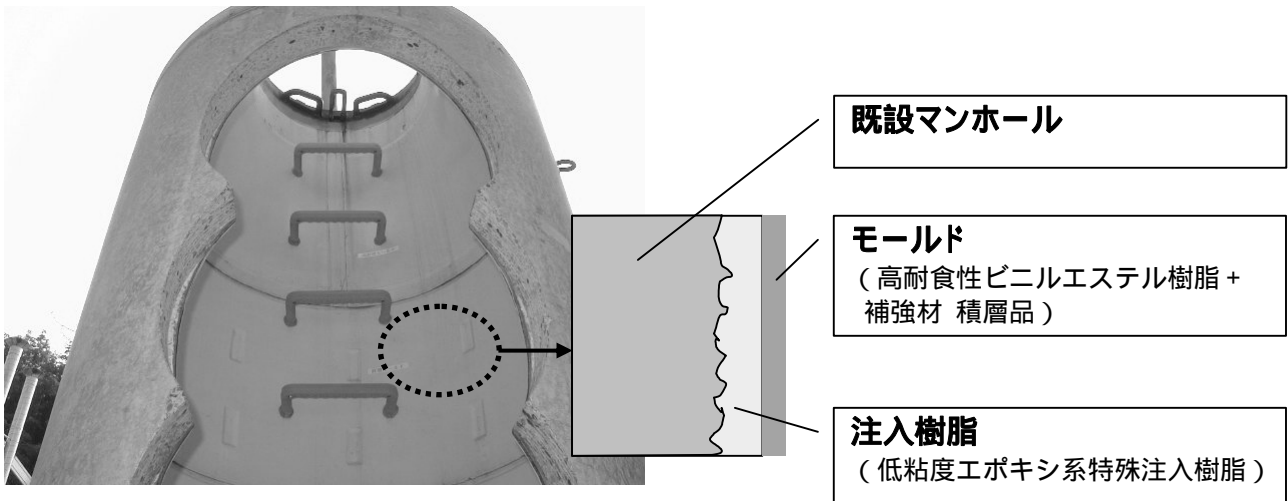 既設マンホール
モールド
（高耐食性ビニルエステル樹脂＋
補強材 積層品）
注入樹脂
（低粘度エポキシ系特殊注入樹脂）